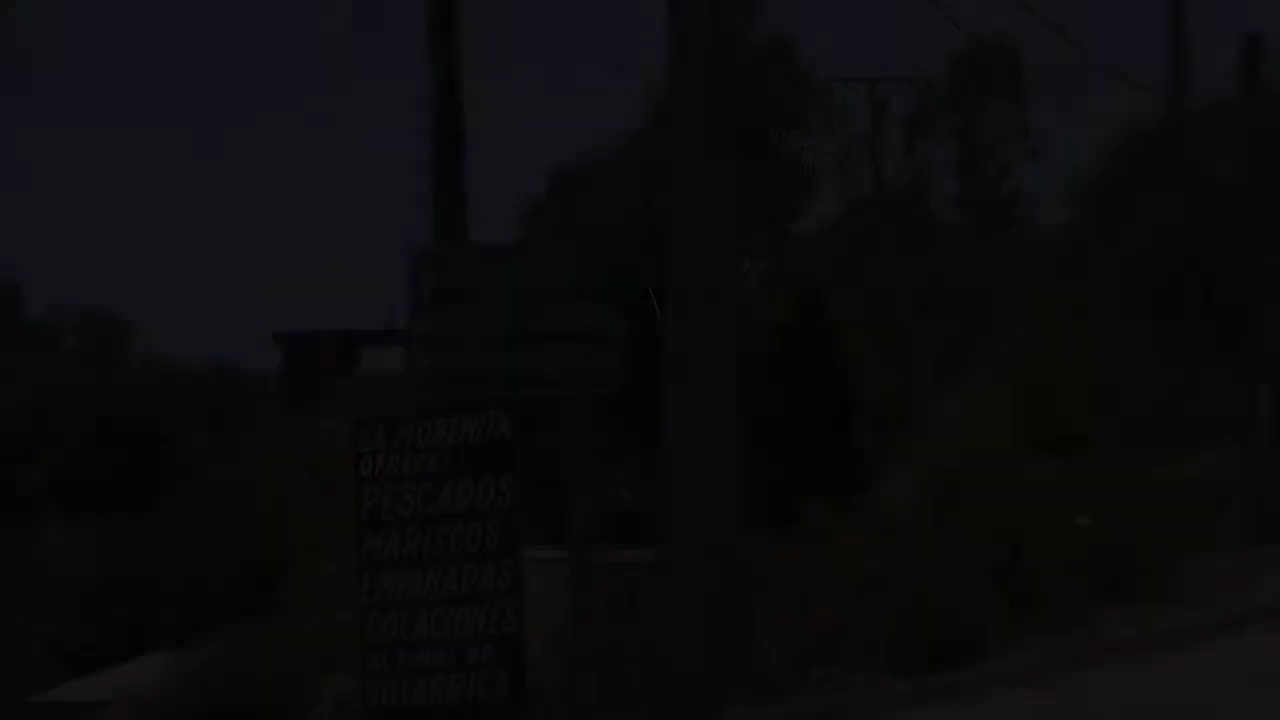 LA MORENITA
OFRECE
PESCADOS
MARISCOS
EMPANADAS
COLACIONES
VILLARRICA